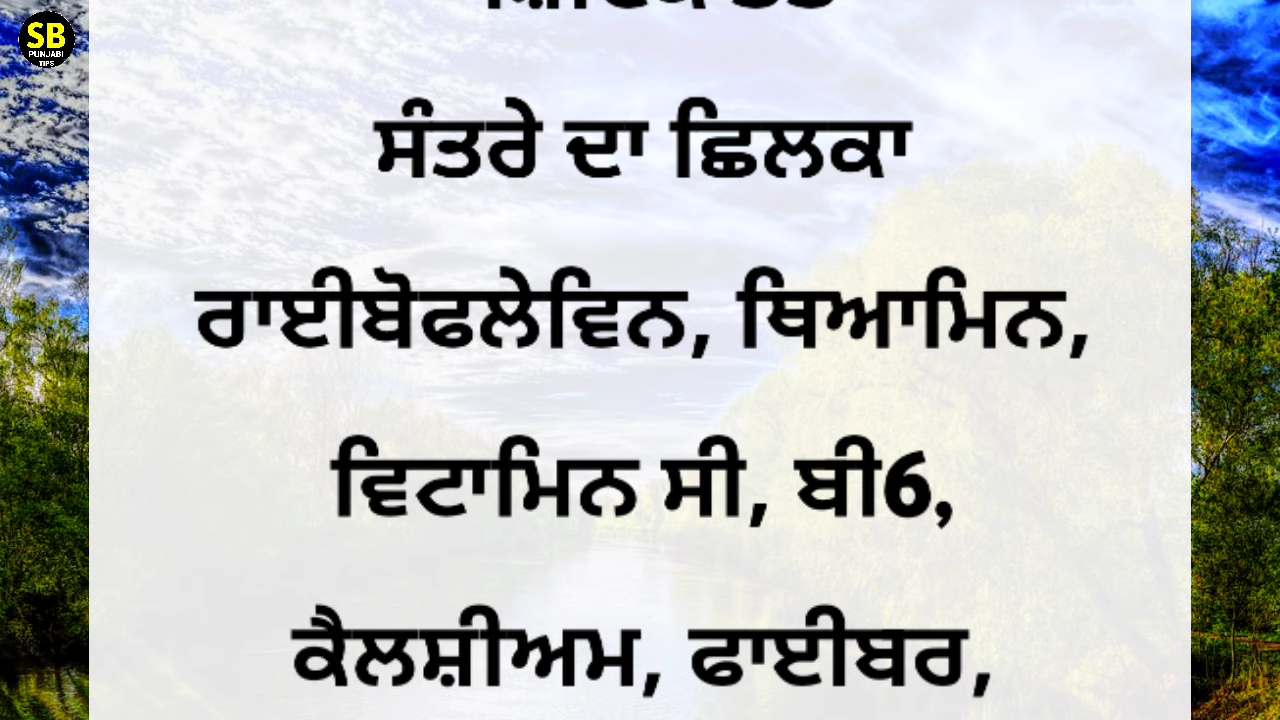 SB
PUNJABI
TIPS
ਸੰਤਰੇ ਦਾ ਛਿਲਕਾ
ਰਾਈਬੋਫਲੇਵਿਨ, ਥਿਆਮਿਨ,
ਵਿਟਾਮਿਨ ਸੀ, ਬੀ6,
ਕੈਲਸ਼ੀਅਮ, ਫਾਈਬਰ,